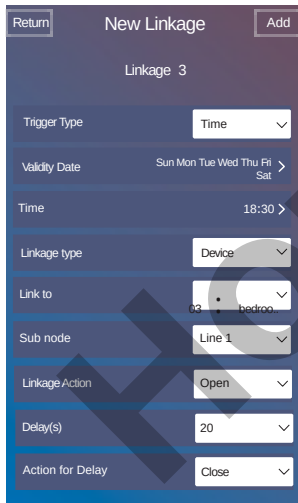 Return New Linkage Add
Linkage 3
Trigger Type Time
Validity Date Sun Mon Tue Wed Thu Fri
Sat
Time 18:30
Linkage type Device
Link to
03 : bedroo..
Sub node Line 1
Linkage Action Open
Delay(s) 20
Action for Delay Close